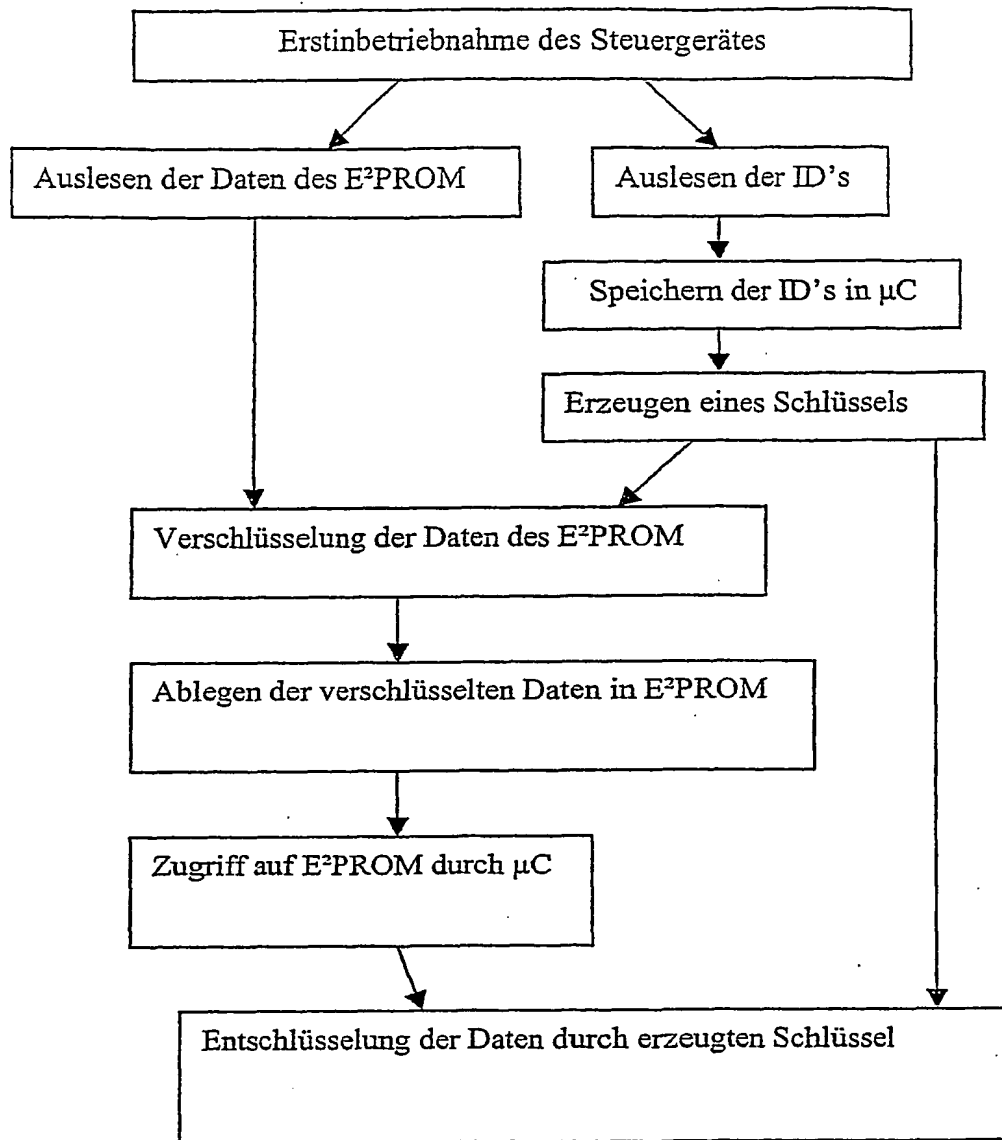 Erstinbetriebnahme des Steuergerätes
Auslesen der Daten des E²PROM
Auslesen der ID's
Speichern der ID's in µC
Erzeugen eines Schlüssels
Verschlüsselung der Daten des E²PROM
Ablegen der verschlüsselten Daten in E²PROM
Zugriff auf E²PROM durch µC
Entschlüsselung der Daten durch erzeugten Schlüssel